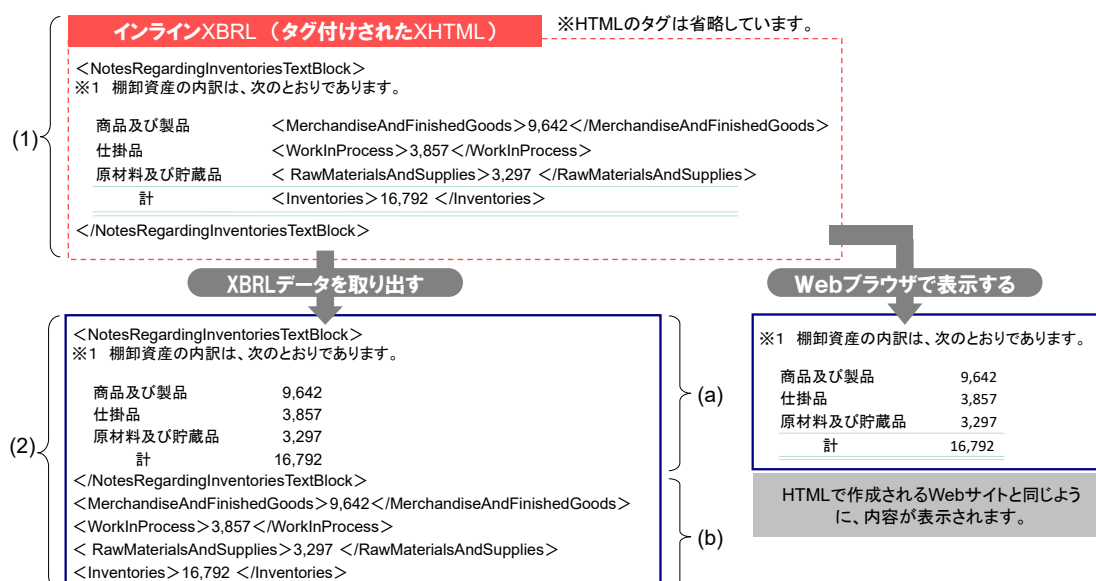 インラインXBRL（タグ付けされたXHTML）
※HTMLのタグは省略しています。
(1)
＜NotesRegardingInventoriesTextBlock＞
※1　棚卸資産の内訳は、次のとおりであります。
商品及び製品　＜MerchandiseAndFinishedGoods＞9,642＜/MerchandiseAndFinishedGoods＞
仕掛品　＜WorkInProcess＞3,857＜/WorkInProcess＞
原材料及び貯蔵品　＜ RawMaterialsAndSupplies＞3,297 ＜/RawMaterialsAndSupplies＞
計　＜Inventories＞16,792 ＜/Inventories＞
＜/NotesRegardingInventoriesTextBlock＞
XBRLデータを取り出す
Webブラウザで表示する
(2)
＜NotesRegardingInventoriesTextBlock＞
※1　棚卸資産の内訳は、次のとおりであります。
商品及び製品　9,642
仕掛品　3,857
原材料及び貯蔵品　3,297
計　16,792
＜/NotesRegardingInventoriesTextBlock＞
(a)
＜MerchandiseAndFinishedGoods＞9,642＜/MerchandiseAndFinishedGoods＞
＜WorkInProcess＞3,857＜/WorkInProcess＞
＜ RawMaterialsAndSupplies＞3,297 ＜/RawMaterialsAndSupplies＞
＜Inventories＞16,792 ＜/Inventories＞
(b)
※1　棚卸資産の内訳は、次のとおりであります。
商品及び製品　9,642
仕掛品　3,857
原材料及び貯蔵品　3,297
計　16,792
HTMLで作成されるWebサイトと同じよう
に、内容が表示されます。